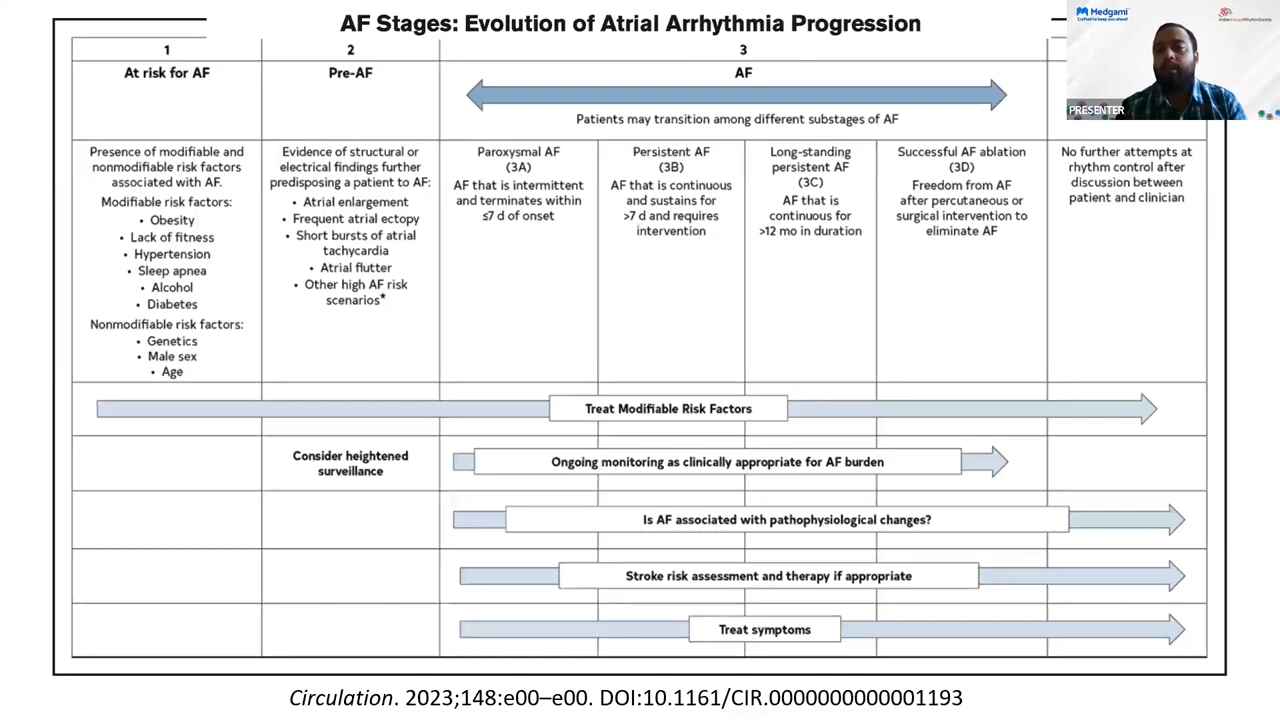 AF Stages: Evolution of Atrial Arrhythmia Progression
Medgami
Crafted to keep you ahead
PRESENTER
1
2
3
At risk for AF
Pre-AF
AF
Patients may transition among different substages of AF
Presence of modifiable and
nonmodifiable risk factors
associated with AF.
Modifiable risk factors:
• Obesity
• Lack of fitness
• Hypertension
• Sleep apnea
• Alcohol
• Diabetes
Nonmodifiable risk factors:
• Genetics
• Male sex
• Age
Evidence of structural or
electrical findings further
predisposing a patient to AF:
• Atrial enlargement
• Frequent atrial ectopy
• Short bursts of atrial
tachycardia
• Atrial flutter
• Other high AF risk
scenarios*
Paroxysmal AF
(3A)
AF that is intermittent
and terminates within
≤7 d of onset
Persistent AF
(3B)
AF that is continuous
and sustains for
>7 d and requires
intervention
Long-standing
persistent AF
(3C)
AF that is
continuous for
>12 mo in duration
Successful AF ablation
(3D)
Freedom from AF
after percutaneous or
surgical intervention to
eliminate AF
No further attempts at
rhythm control after
discussion between
patient and clinician
Treat Modifiable Risk Factors
Consider heightened
surveillance
Ongoing monitoring as clinically appropriate for AF burden
Is AF associated with pathophysiological changes?
Stroke risk assessment and therapy if appropriate
Treat symptoms
Circulation. 2023;148:e00–e00. DOI:10.1161/CIR.0000000000001193